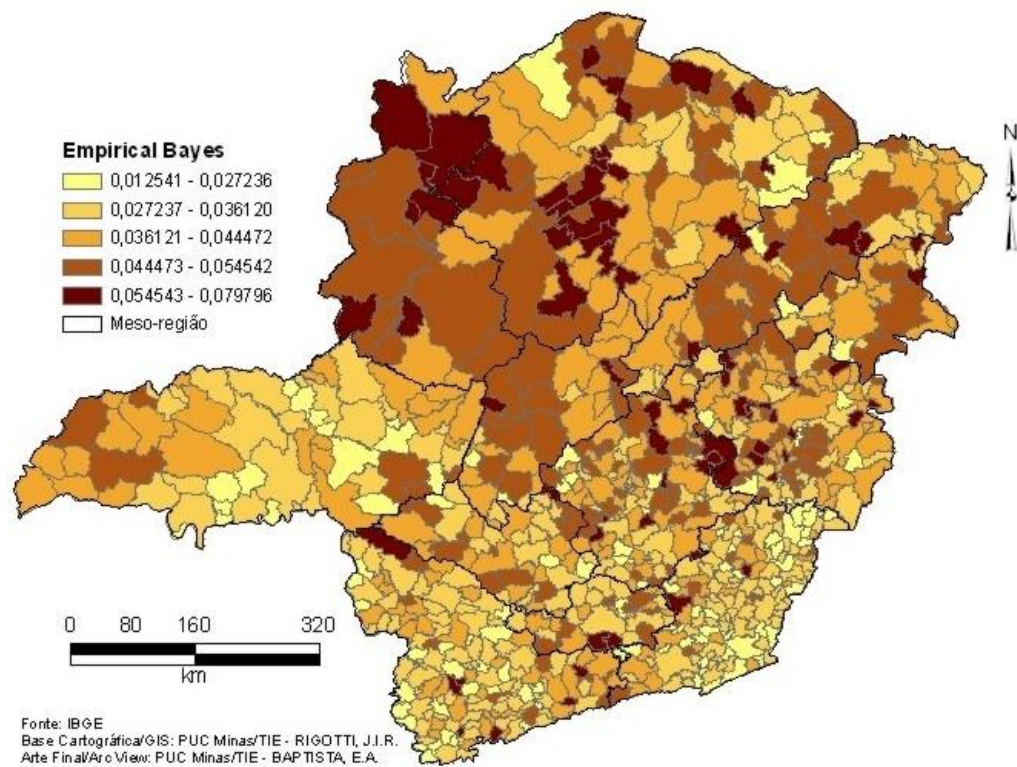 Empirical Bayes
0,012541 - 0,027236
0,027237 - 0,036120
0,036121 - 0,044472
0,044473 - 0,054542
0,054543 - 0,079796
Meso-região
N
0 80 160 320
km
Fonte: IBGE
Base Cartográfica/GIS: PUC Minas/TIE - RIGOTTI, J.I.R.
Arte Final/Arc View: PUC Minas/TIE - BAPTISTA, E.A.